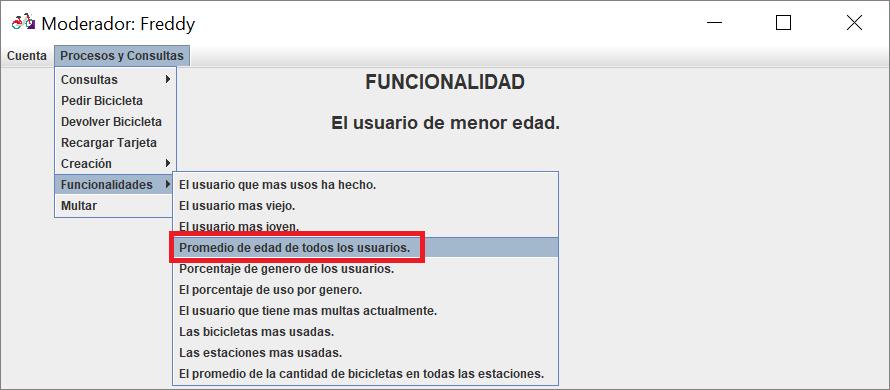 Moderador: Freddy
Cuenta Procesos y Consultas
FUNCIONALIDAD
El usuario de menor edad.
Consultas
Pedir Bicicleta
Devolver Bicicleta
Recargar Tarjeta
Creación
Funcionalidades
Multar
El usuario que mas usos ha hecho.
El usuario mas viejo.
El usuario mas joven.
Promedio de edad de todos los usuarios.
Porcentaje de genero de los usuarios.
El porcentaje de uso por genero.
El usuario que tiene mas multas actualmente.
Las bicicletas mas usadas.
Las estaciones mas usadas.
El promedio de la cantidad de bicicletas en todas las estaciones.